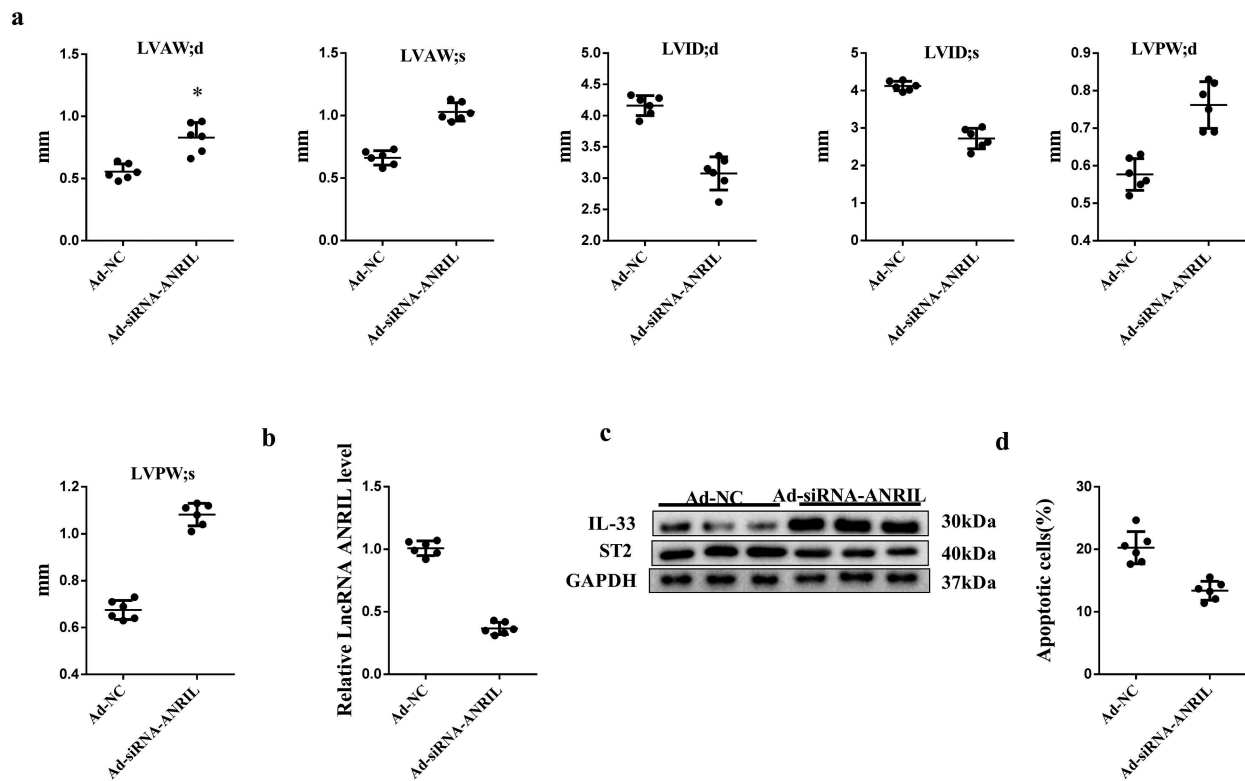 a
LVAW;d
1.5
1.0
0.5
0.0
mm
*
Ad-NC
Ad-siRNA-ANRIL
LVAW;s
1.5
1.0
0.5
0.0
mm
Ad-NC
Ad-siRNA-ANRIL
LVID;d
5.0
4.5
4.0
3.5
3.0
2.5
2.0
mm
Ad-NC
Ad-siRNA-ANRIL
LVID;s
5
4
3
2
1
0
mm
Ad-NC
Ad-siRNA-ANRIL
LVPW;d
0.9
0.8
0.7
0.6
0.5
0.4
mm
Ad-NC
Ad-siRNA-ANRIL
LVPW;s
1.2
1.0
0.8
0.6
0.4
mm
Ad-NC
Ad-siRNA-ANRIL
b
Relative LncRNA ANRIL level
1.5
1.0
0.5
0.0
Ad-NC
Ad-siRNA-ANRIL
c
Ad-NC Ad-siRNA-ANRIL
IL-33 30kDa
ST2 40kDa
GAPDH 37kDa
d
Apoptotic cells(%)
30
20
10
0
Ad-NC
Ad-siRNA-ANRIL